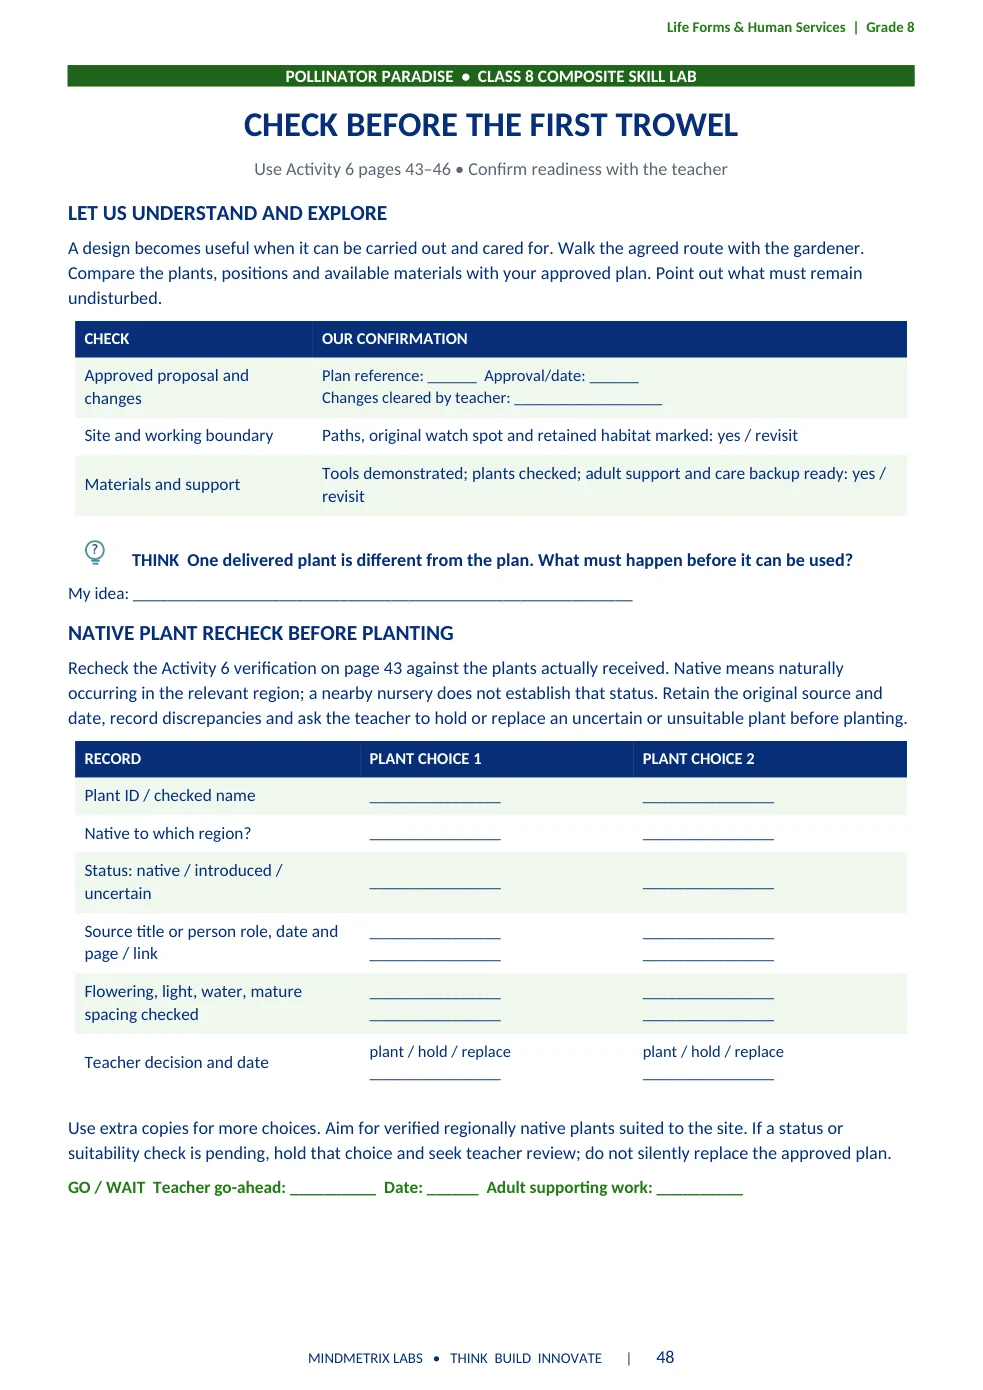 Life Forms & Human Services | Grade 8
POLLINATOR PARADISE ● CLASS 8 COMPOSITE SKILL LAB
CHECK BEFORE THE FIRST TROWEL
Use Activity 6 pages 43–46 • Confirm readiness with the teacher
LET US UNDERSTAND AND EXPLORE
A design becomes useful when it can be carried out and cared for. Walk the agreed route with the gardener.
Compare the plants, positions and available materials with your approved plan. Point out what must remain
undisturbed.
CHECK OUR CONFIRMATION
Approved proposal and
changes
Plan reference: ______ Approval/date: ______
Changes cleared by teacher: __________________
Site and working boundary Paths, original watch spot and retained habitat marked: yes / revisit
Materials and support
Tools demonstrated; plants checked; adult support and care backup ready: yes /
revisit
?
THINK One delivered plant is different from the plan. What must happen before it can be used?
My idea: ____________________________________________________________
NATIVE PLANT RECHECK BEFORE PLANTING
Recheck the Activity 6 verification on page 43 against the plants actually received. Native means naturally
occurring in the relevant region; a nearby nursery does not establish that status. Retain the original source and
date, record discrepancies and ask the teacher to hold or replace an uncertain or unsuitable plant before planting.
RECORD PLANT CHOICE 1 PLANT CHOICE 2
Plant ID / checked name ________________ ________________
Native to which region? ________________ ________________
Status: native / introduced /
uncertain
________________ ________________
Source title or person role, date and
page / link
________________ ________________
________________ ________________
Flowering, light, water, mature
spacing checked
________________ ________________
________________ ________________
Teacher decision and date
plant / hold / replace plant / hold / replace
________________ ________________
Use extra copies for more choices. Aim for verified regionally native plants suited to the site. If a status or
suitability check is pending, hold that choice and seek teacher review; do not silently replace the approved plan.
GO / WAIT Teacher go-ahead: __________ Date: ______ Adult supporting work: __________
MINDMETRIX LABS ● THINK BUILD INNOVATE | 48